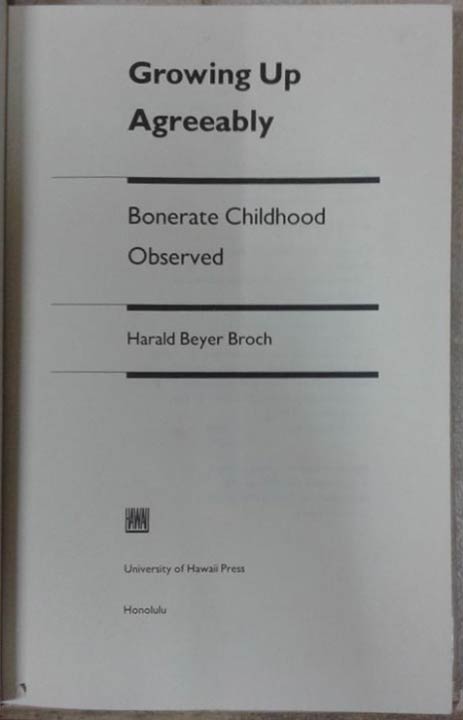 Growing Up
Agreeably
Bonerate Childhood
Observed
Harald Beyer Broch
HAWAI
University of Hawaii Press
Honolulu